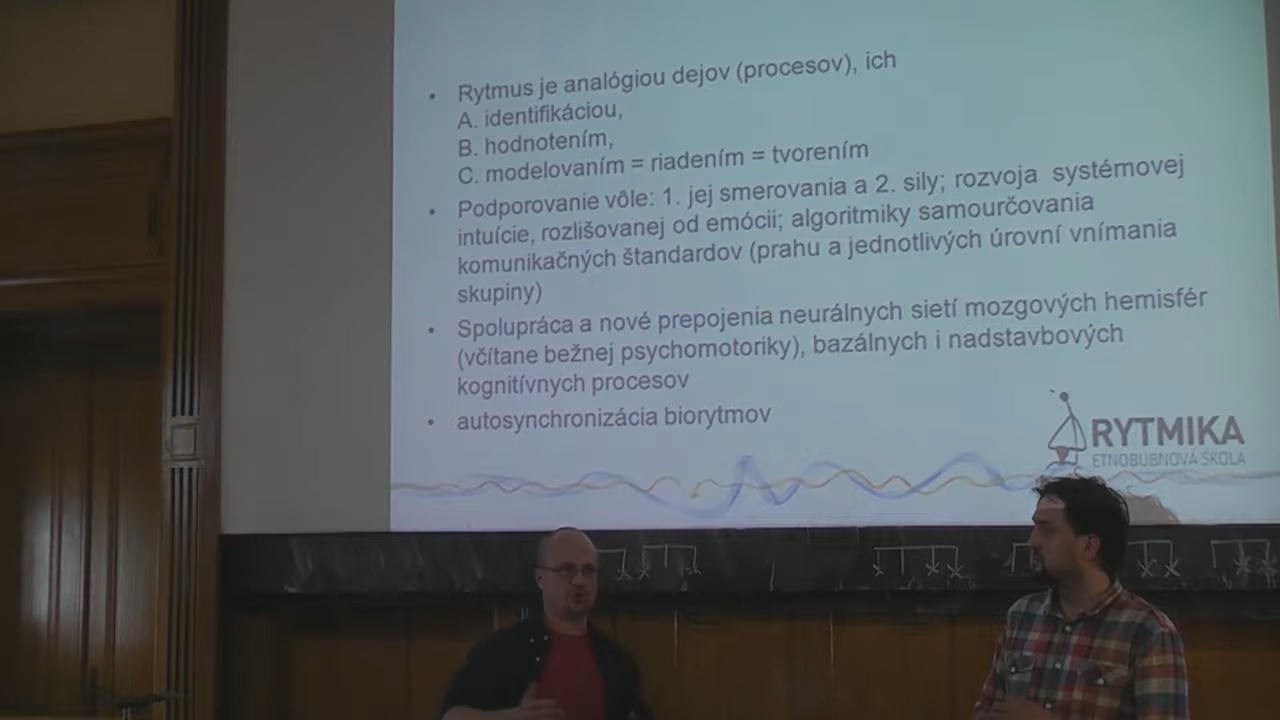 • Rytmus je analógiou dejov (procesov), ich
A. identifikáciou,
B. hodnotením,
C. modelovaním = riadením = tvorením
• Podporovanie vôle: 1. jej smerovania a 2. sily; rozvoja systémovej
intuície, rozlišovanej od emócii; algoritmiky samourčovania
komunikačných štandardov (prahu a jednotlivých úrovní vnímania
skupiny)
• Spolupráca a nové prepojenia neurálnych sietí mozgových hemisfér
(včítane bežnej psychomotoriky), bazálnych i nadstavbových
kognitívnych procesov
• autosynchronizácia biorytmov
RYTMIKA
ETNOBUBNOVÁ ŠKOLA